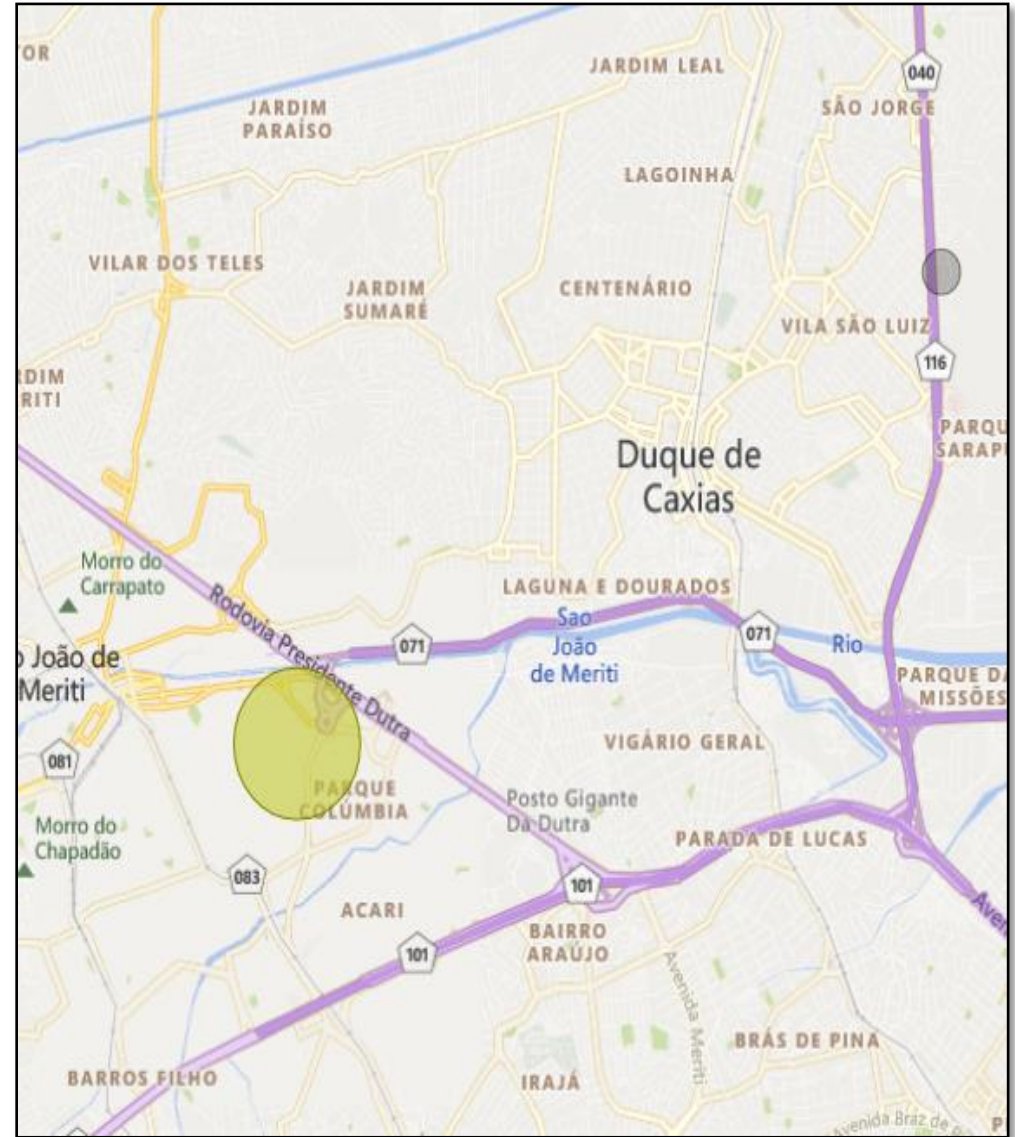 OR
JARDIM LEAL
040
JARDIM
PARAÍSO
SÃO JORGE
LAGOINHA
VILAR DOS TELES
JARDIM
SUMARÉ
CENTENÁRIO
VILA SÃO LUIZ
116
RDIM
RITI
PARQU
SARAPU
Duque de
Caxias
Morro do
Carrapato
Rodovia Presidente Dutra
LAGUNA E DOURADOS
071
Sao
João
de Meriti
071
Rio
o João de
Meriti
PARQUE DA
MISSÕES
081
VIGÁRIO GERAL
PARQUE
COLÚMBIA
Posto Gigante
Da Dutra
Morro do
Chapadão
PARADA DE LUCAS
083
101
ACARI
Aven
BAIRRO
ARAÚJO
101
Avenida Meriti
BRÁS DE PINA
BARROS FILHO
IRAJÁ
venida Braz de
P